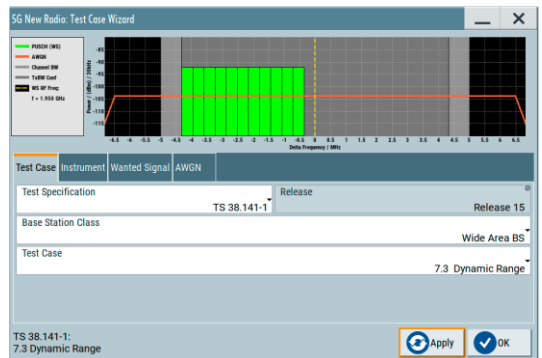 5G New Radio: Test Case Wizard
PUSCH (WS)
AWGN
Channel BW
TxBW Conf
WS RF Freq:
f = 1.950 GHz
Power / (dBm) / 30kHz
-85
-90
-95
-105
-110
-115
-6.5 -6 -5.5 -5 -4.5 -4 -3.5 -3 -2.5 -2 -1.5 -1 -0.5 0 0.5 1 1.5 2 2.5 3 3.5 4 4.5 5 5.5 6 6.5
Delta Frequency / MHz
Test Case Instrument Wanted Signal AWGN
Test Specification
TS 38.141-1
Release
Release 15
Base Station Class
Wide Area BS
Test Case
7.3 Dynamic Range
TS 38.141-1:
7.3 Dynamic Range
Apply
OK